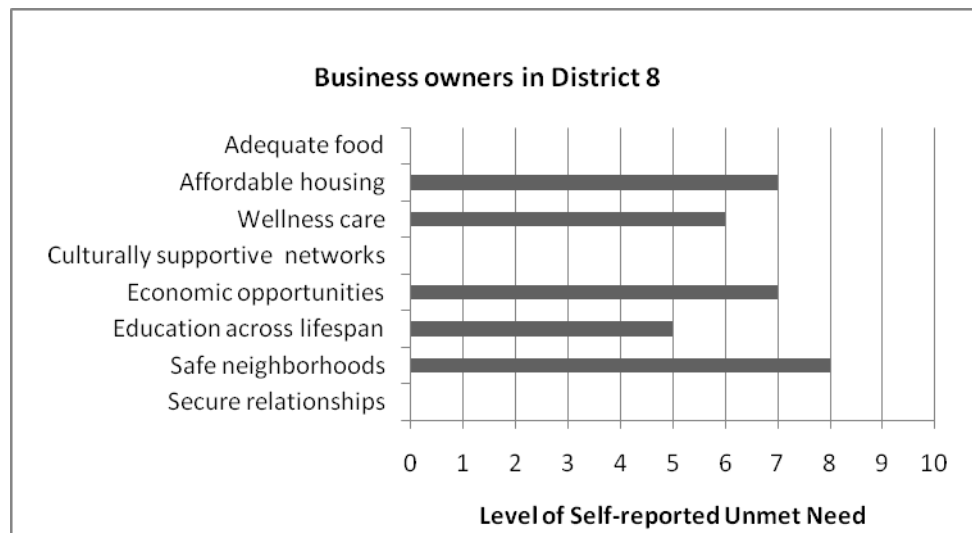 Business owners in District 8
Adequate food
Affordable housing
Wellness care
Culturally supportive networks
Economic opportunities
Education across lifespan
Safe neighborhoods
Secure relationships
0 1 2 3 4 5 6 7 8 9 10
Level of Self-reported Unmet Need